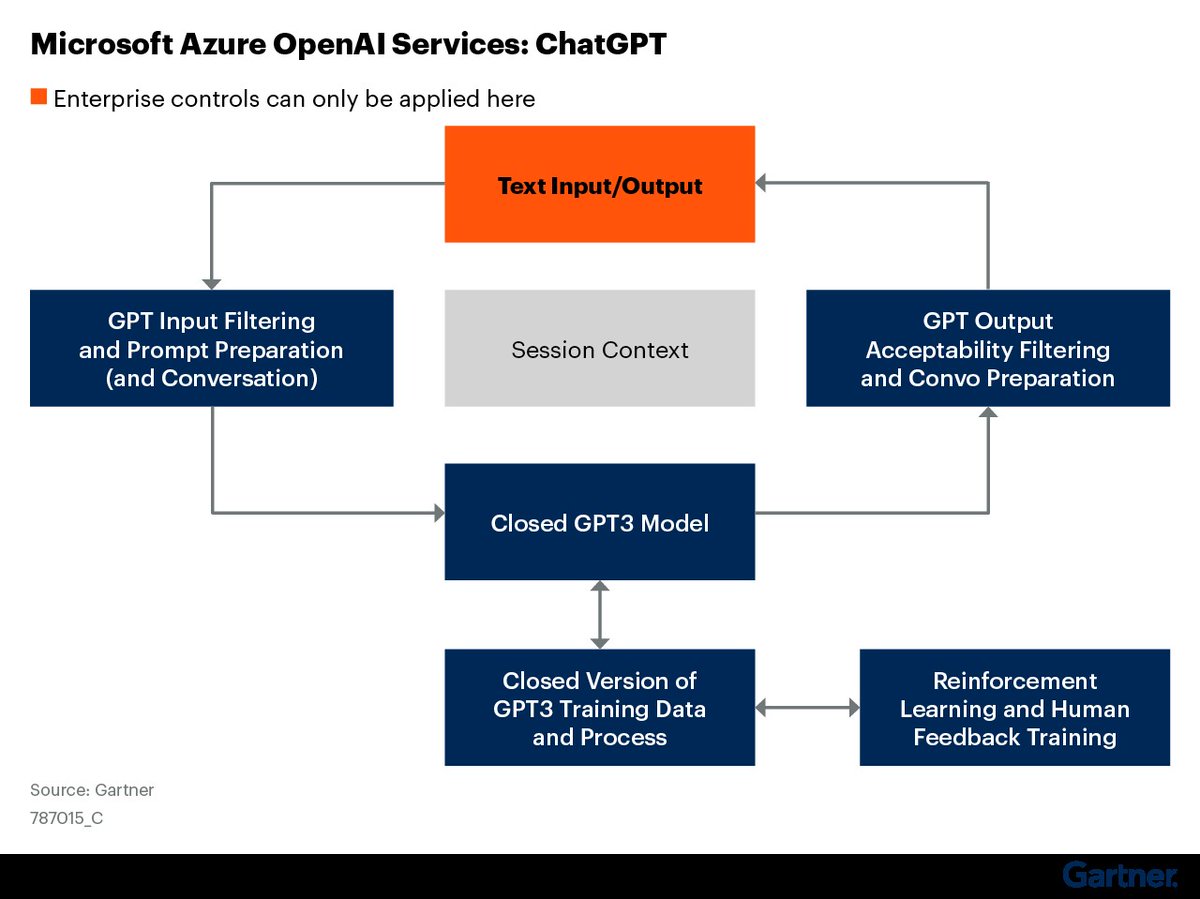 Microsoft Azure OpenAI Services: ChatGPT
Enterprise controls can only be applied here
Text Input/Output
GPT Input Filtering
and Prompt Preparation
(and Conversation)
Session Context
GPT Output
Acceptability Filtering
and Convo Preparation
Closed GPT3 Model
Closed Version of
GPT3 Training Data
and Process
Reinforcement
Learning and Human
Feedback Training
Source: Gartner
787015_C
Gartner.